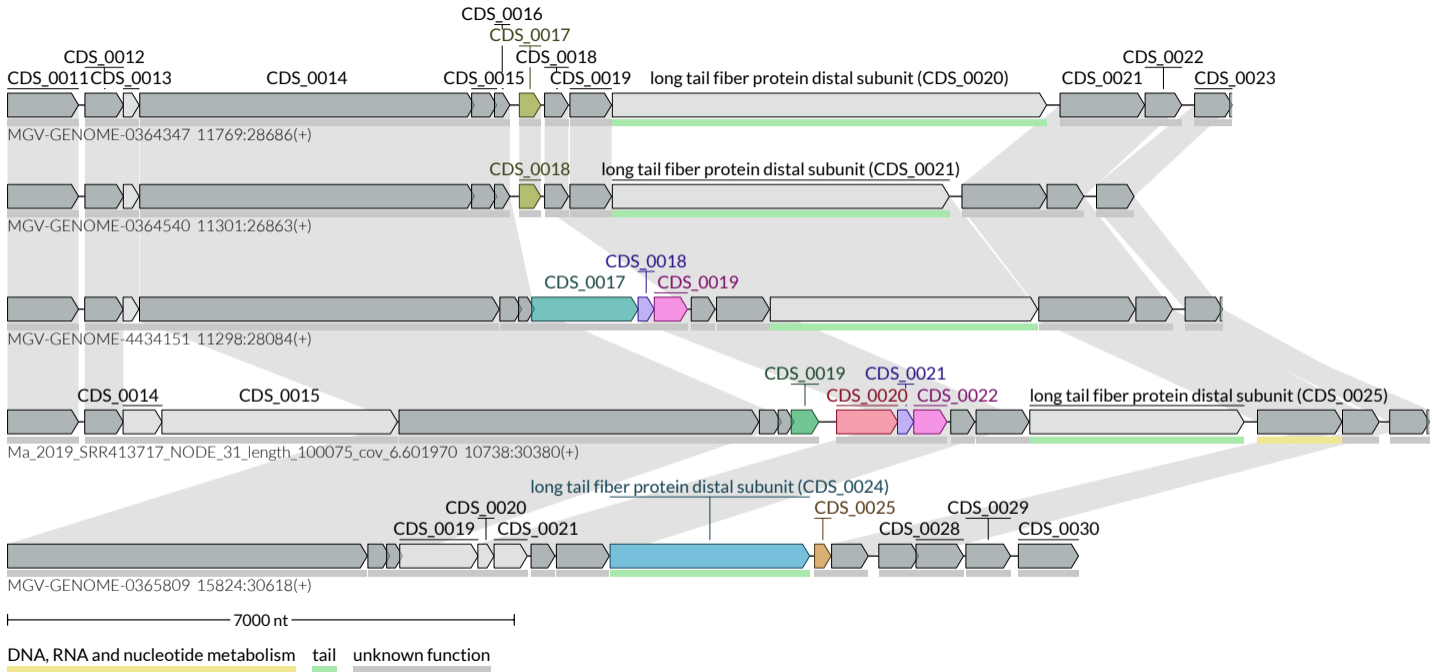 CDS_0016
CDS_0017
CDS_0012 CDS_0018 CDS_0022
CDS_0011 CDS_0013 CDS_0014 CDS_0015 CDS_0019 long tail fiber protein distal subunit (CDS_0020) CDS_0021 CDS_0023
MGV-GENOME-0364347 11769:28686(+)
CDS_0018 long tail fiber protein distal subunit (CDS_0021)
MGV-GENOME-0364540 11301:26863(+)
CDS_0018
CDS_0017 CDS_0019
MGV-GENOME-4434151 11298:28084(+)
CDS_0019 CDS_0021
CDS_0014 CDS_0015 CDS_0020 CDS_0022 long tail fiber protein distal subunit (CDS_0025)
Ma_2019_SRR413717_NODE_31_length_100075_cov_6.601970 10738:30380(+)
long tail fiber protein distal subunit (CDS_0024)
CDS_0020 CDS_0025 CDS_0029
CDS_0019 CDS_0021 CDS_0028 CDS_0030
MGV-GENOME-0365809 15824:30618(+)
7000 nt
DNA, RNA and nucleotide metabolism tail unknown function